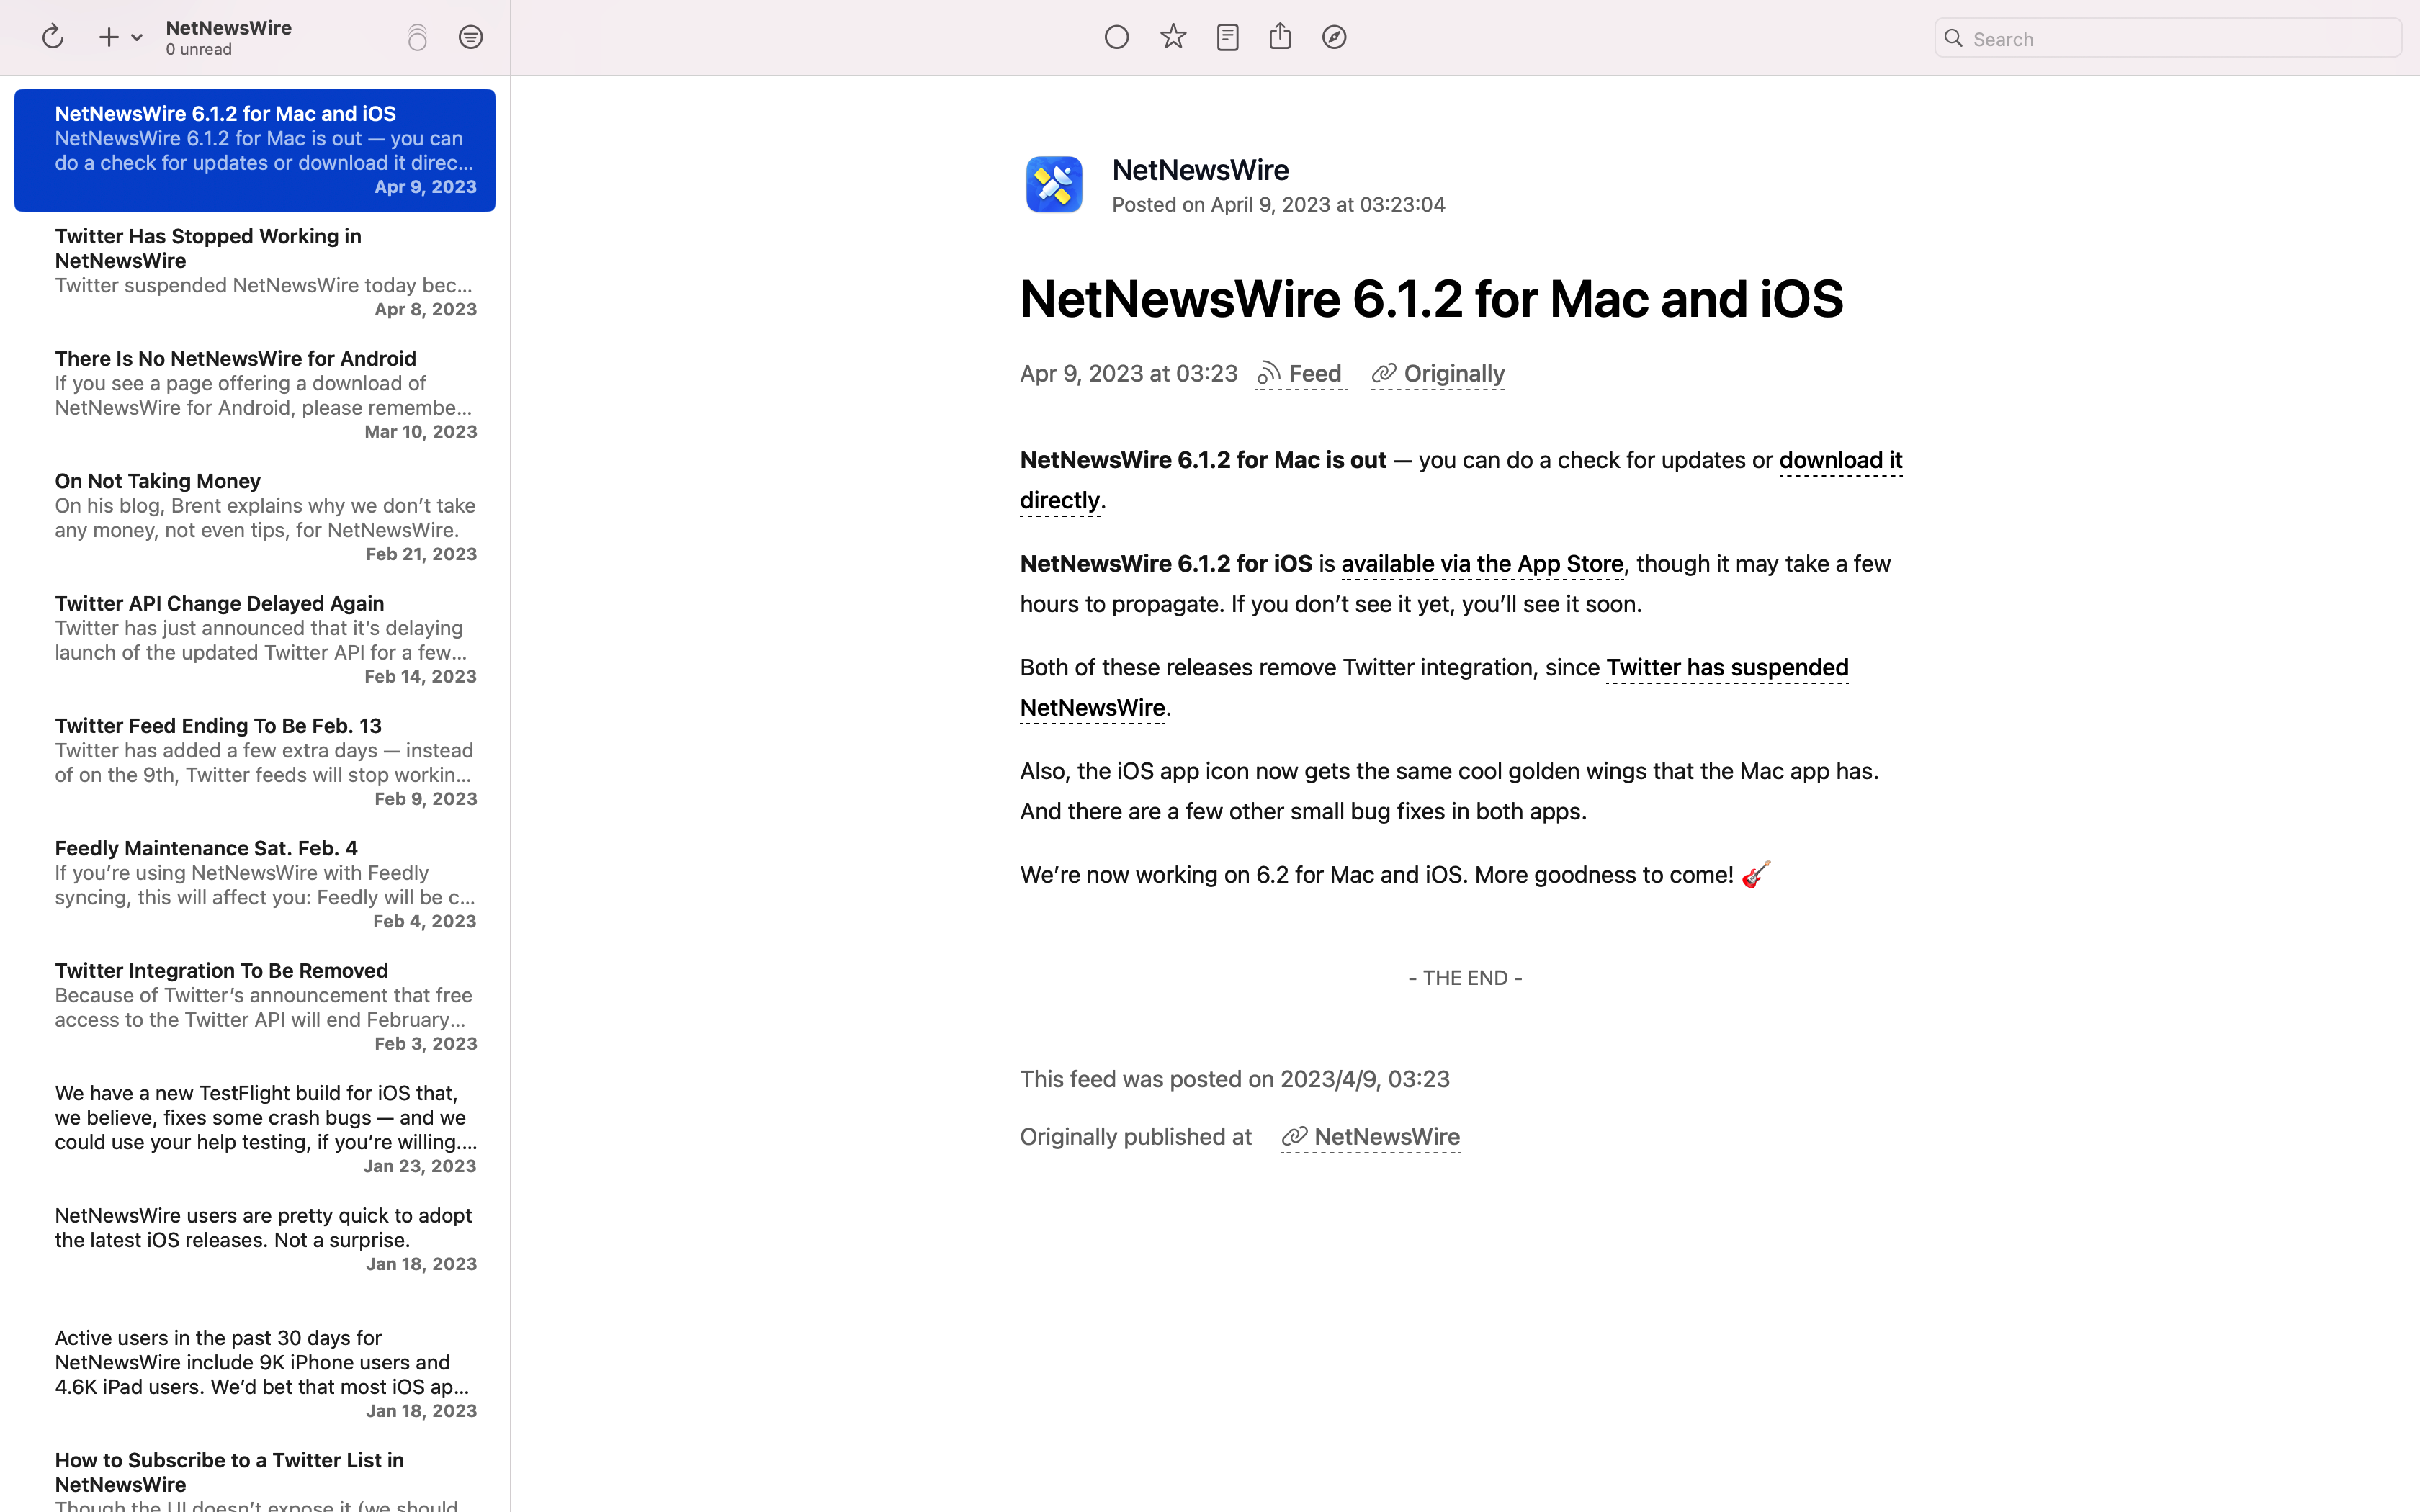 NetNewsWire
0 unread
Search
NetNewsWire 6.1.2 for Mac and iOS
NetNewsWire 6.1.2 for Mac is out — you can
do a check for updates or download it direc...
Apr 9, 2023
Twitter Has Stopped Working in
NetNewsWire
Twitter suspended NetNewsWire today bec...
Apr 8, 2023
There Is No NetNewsWire for Android
If you see a page offering a download of
NetNewsWire for Android, please remembe...
Mar 10, 2023
On Not Taking Money
On his blog, Brent explains why we don’t take
any money, not even tips, for NetNewsWire.
Feb 21, 2023
Twitter API Change Delayed Again
Twitter has just announced that it’s delaying
launch of the updated Twitter API for a few...
Feb 14, 2023
Twitter Feed Ending To Be Feb. 13
Twitter has added a few extra days — instead
of on the 9th, Twitter feeds will stop workin...
Feb 9, 2023
Feedly Maintenance Sat. Feb. 4
If you’re using NetNewsWire with Feedly
syncing, this will affect you: Feedly will be c...
Feb 4, 2023
Twitter Integration To Be Removed
Because of Twitter’s announcement that free
access to the Twitter API will end February...
Feb 3, 2023
We have a new TestFlight build for iOS that,
we believe, fixes some crash bugs — and we
could use your help testing, if you’re willing....
Jan 23, 2023
NetNewsWire users are pretty quick to adopt
the latest iOS releases. Not a surprise.
Jan 18, 2023
Active users in the past 30 days for
NetNewsWire include 9K iPhone users and
4.6K iPad users. We’d bet that most iOS ap...
Jan 18, 2023
How to Subscribe to a Twitter List in
NetNewsWire
Though the UI doesn’t expose it (we should
NetNewsWire
Posted on April 9, 2023 at 03:23:04
NetNewsWire 6.1.2 for Mac and iOS
Apr 9, 2023 at 03:23 Feed Originally
NetNewsWire 6.1.2 for Mac is out — you can do a check for updates or download it
directly.
NetNewsWire 6.1.2 for iOS is available via the App Store, though it may take a few
hours to propagate. If you don’t see it yet, you’ll see it soon.
Both of these releases remove Twitter integration, since Twitter has suspended
NetNewsWire.
Also, the iOS app icon now gets the same cool golden wings that the Mac app has.
And there are a few other small bug fixes in both apps.
We’re now working on 6.2 for Mac and iOS. More goodness to come! 🎸
- THE END -
This feed was posted on 2023/4/9, 03:23
Originally published at NetNewsWire